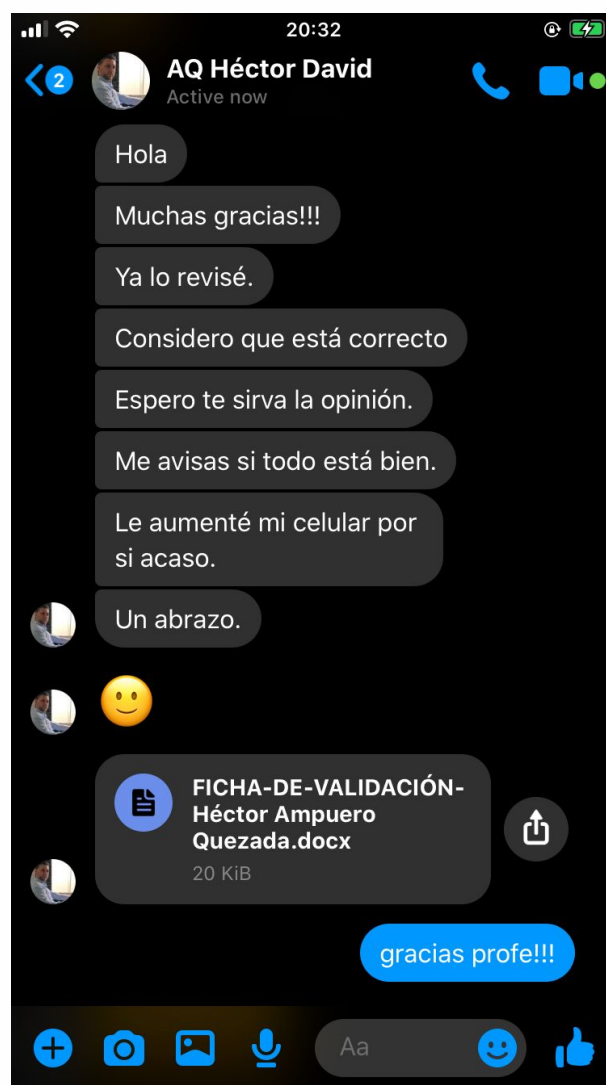 20:32
2
AQ Héctor David
Active now
Hola
Muchas gracias!!!
Ya lo revisé.
Considero que está correcto
Espero te sirva la opinión.
Me avisas si todo está bien.
Le aumenté mi celular por
si acaso.
Un abrazo.
FICHA-DE-VALIDACIÓN-
Héctor Ampuero
Quezada.docx
20 KiB
gracias profe!!!
Aa